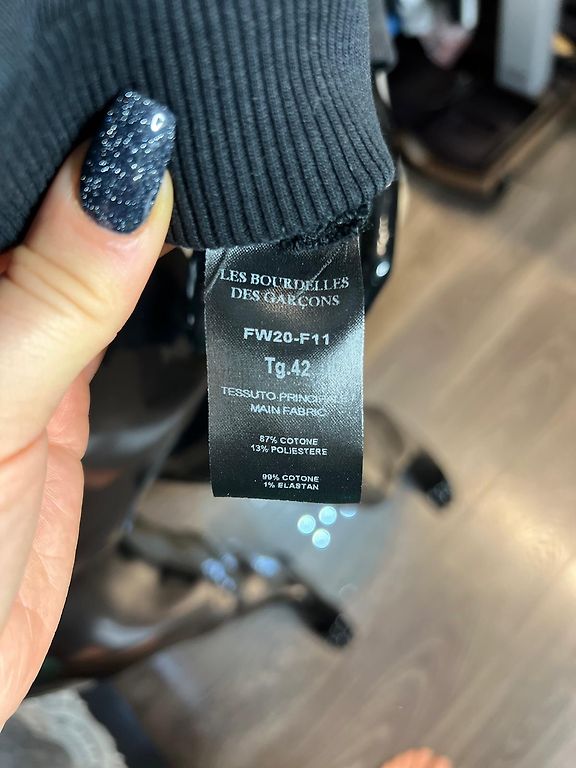 LES BOURDELLES
DES GARÇONS
FW20-F11
Tg.42
TESSUTO PRINCIPALE
MAIN FABRIC
87% COTONE
13% POLIESTERE
99% COTONE
1% ELASTAN